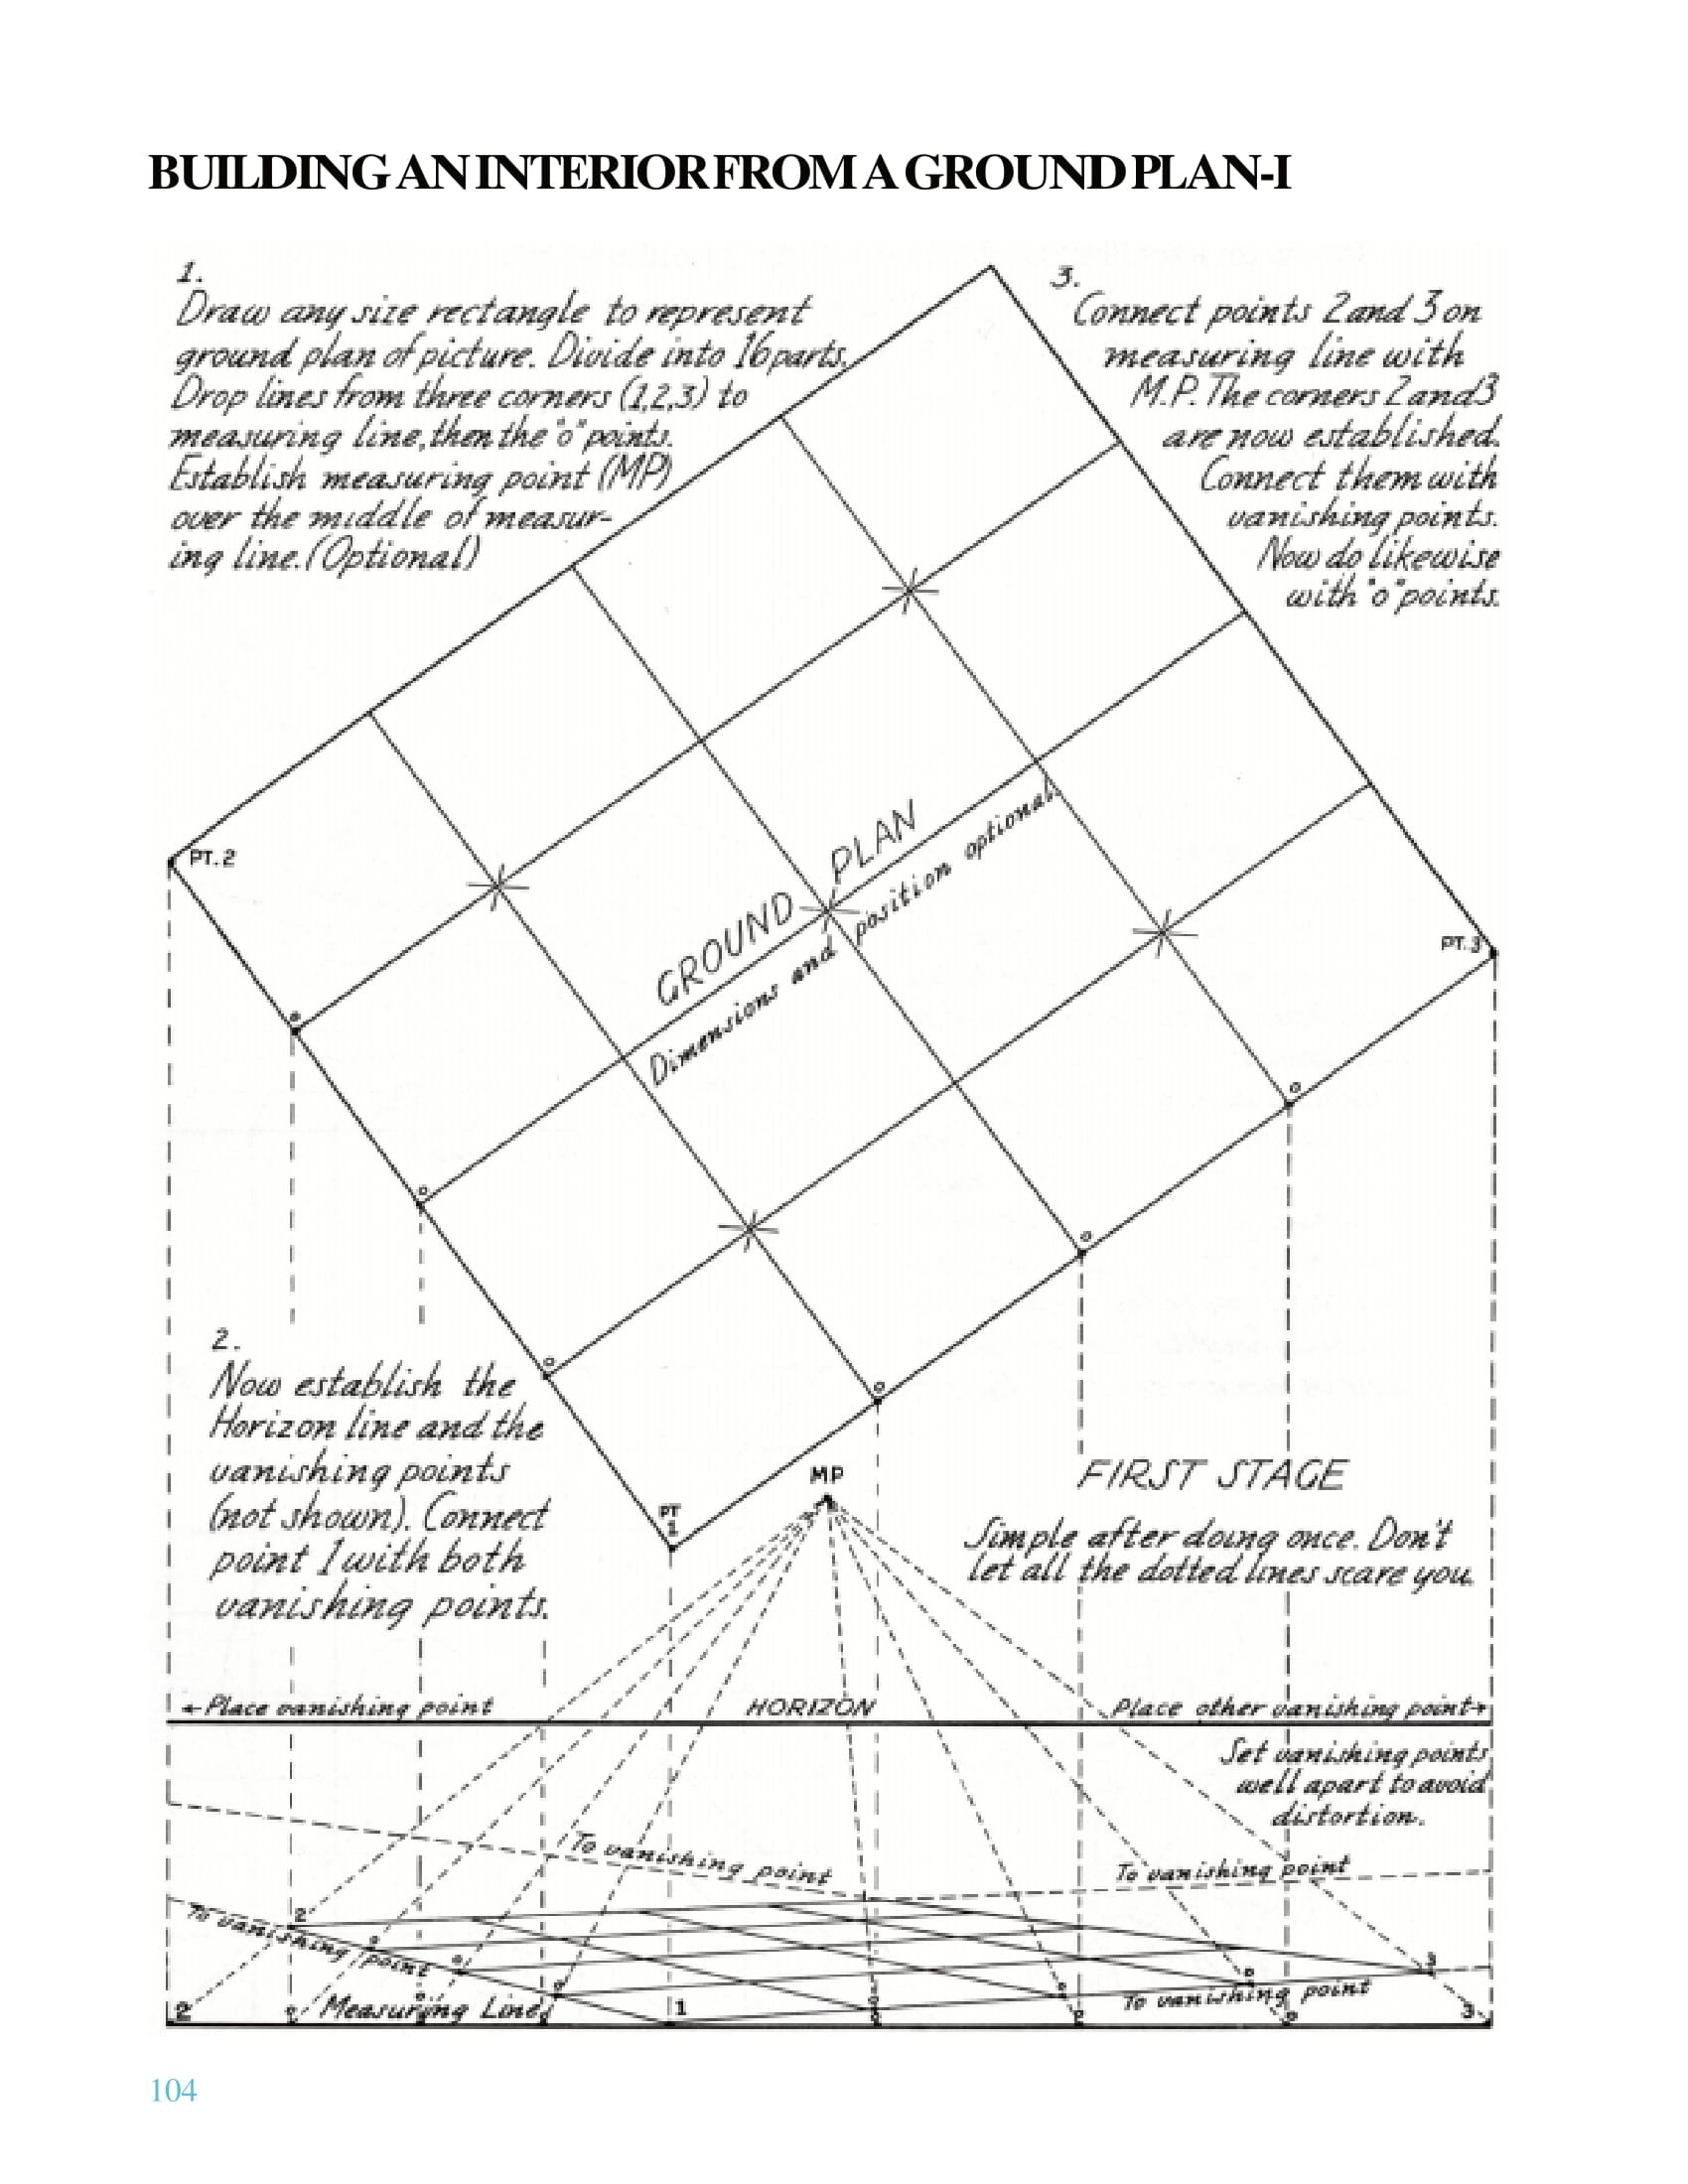 BUILDING AN INTERIOR FROM A GROUND PLAN-I
1.
Draw any size rectangle to represent
ground plan of picture. Divide into 16 parts.
Drop lines from three corners (1,2,3) to
measuring line, then the "o" points.
Establish measuring point (MP)
over the middle of measur-
ing line. (Optional)
3.
Connect points 2 and 3 on
measuring line with
M.P. The corners 2 and 3
are now established.
Connect them with
vanishing points.
Now do likewise
with "o" points.
PT. 2
GROUND PLAN
Dimensions and position optional.
PT. 3
o
o
o
o
o
o
2.
Now establish the
Horizon line and the
vanishing points
(not shown). Connect
point 1 with both
vanishing points.
PT
1
MP
FIRST STAGE
Simple after doing once. Don't
let all the dotted lines scare you.
←Place vanishing point
HORIZON
Place other vanishing point→
Set vanishing points
well apart to avoid
distortion.
To vanishing point
To vanishing point
To vanishing point
To vanishing point
2
o
o
o
o
o
o
3
2
o
o
Measuring Line
1
o
o
o
3
104